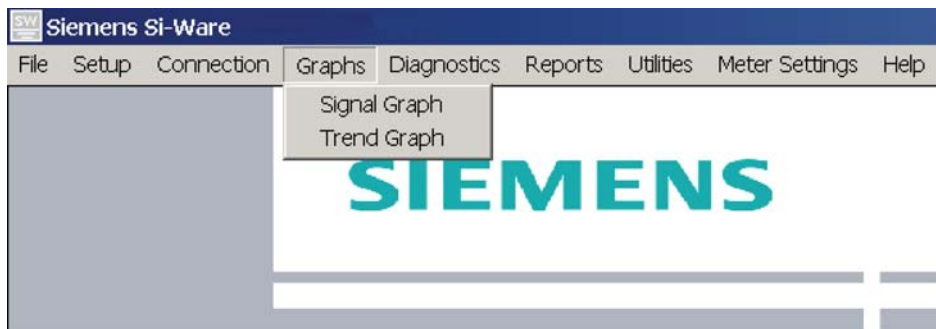 SW Siemens Si-Ware
File Setup Connection Graphs Diagnostics Reports Utilities Meter Settings Help
Signal Graph
Trend Graph
SIEMENS